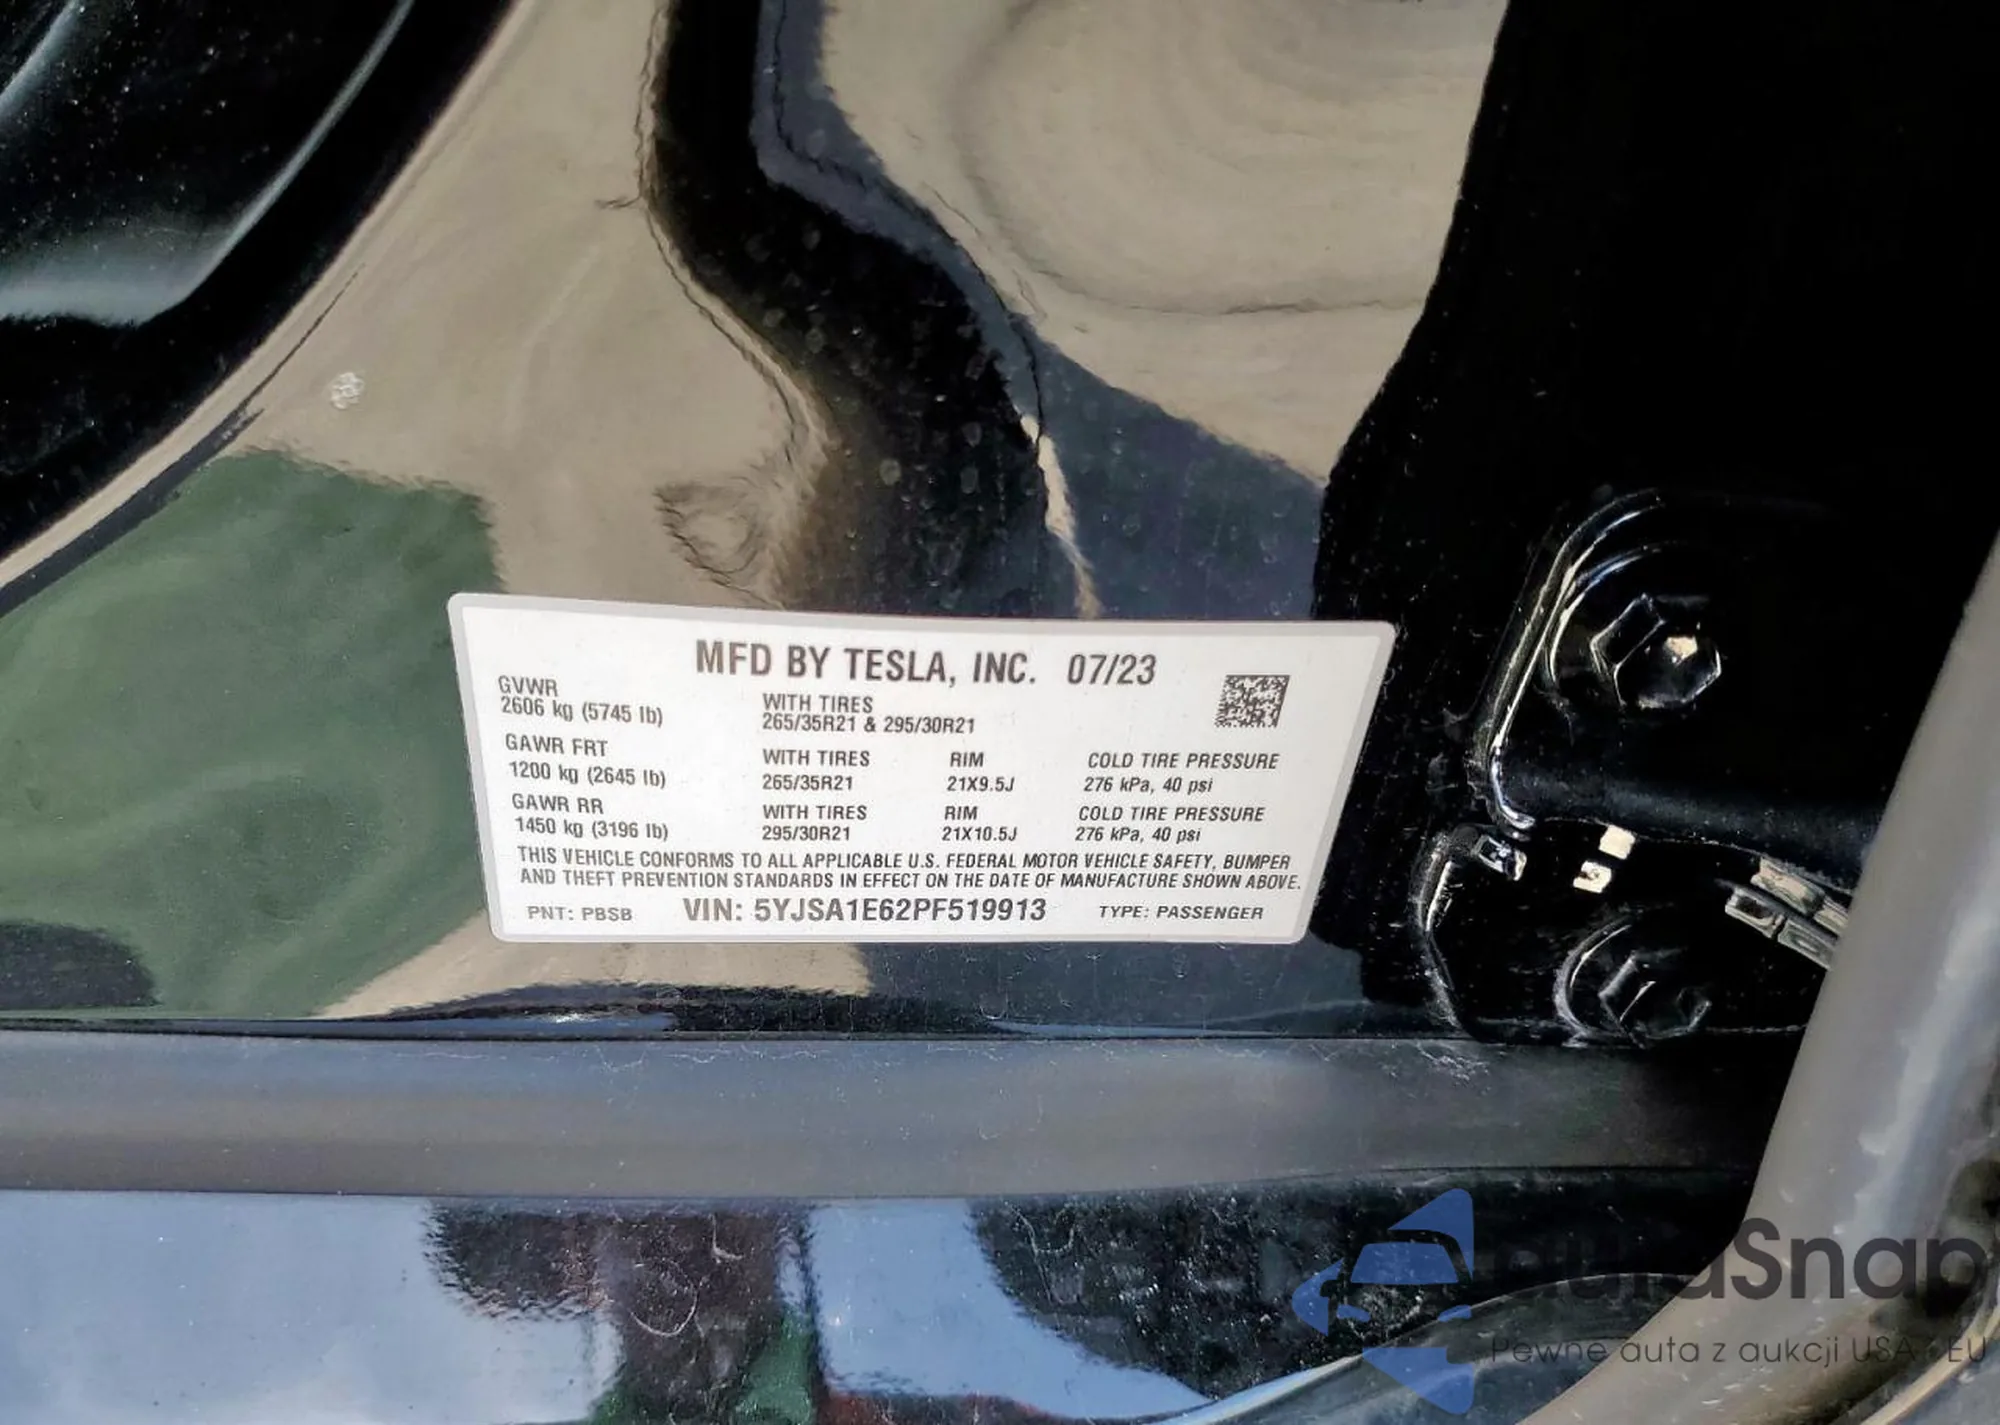 MFD BY TESLA, INC. 07/23
GVWR
2606 kg (5745 lb)
WITH TIRES
265/35R21 & 295/30R21
GAWR FRT
1200 kg (2645 lb)
WITH TIRES
265/35R21
RIM
21X9.5J
COLD TIRE PRESSURE
276 kPa, 40 psi
GAWR RR
1450 kg (3196 lb)
WITH TIRES
295/30R21
RIM
21X10.5J
COLD TIRE PRESSURE
276 kPa, 40 psi
THIS VEHICLE CONFORMS TO ALL APPLICABLE U.S. FEDERAL MOTOR VEHICLE SAFETY, BUMPER
AND THEFT PREVENTION STANDARDS IN EFFECT ON THE DATE OF MANUFACTURE SHOWN ABOVE.
PNT: PBSB VIN: 5YJSA1E62PF519913 TYPE: PASSENGER
Pewne auta z aukcji USA EU